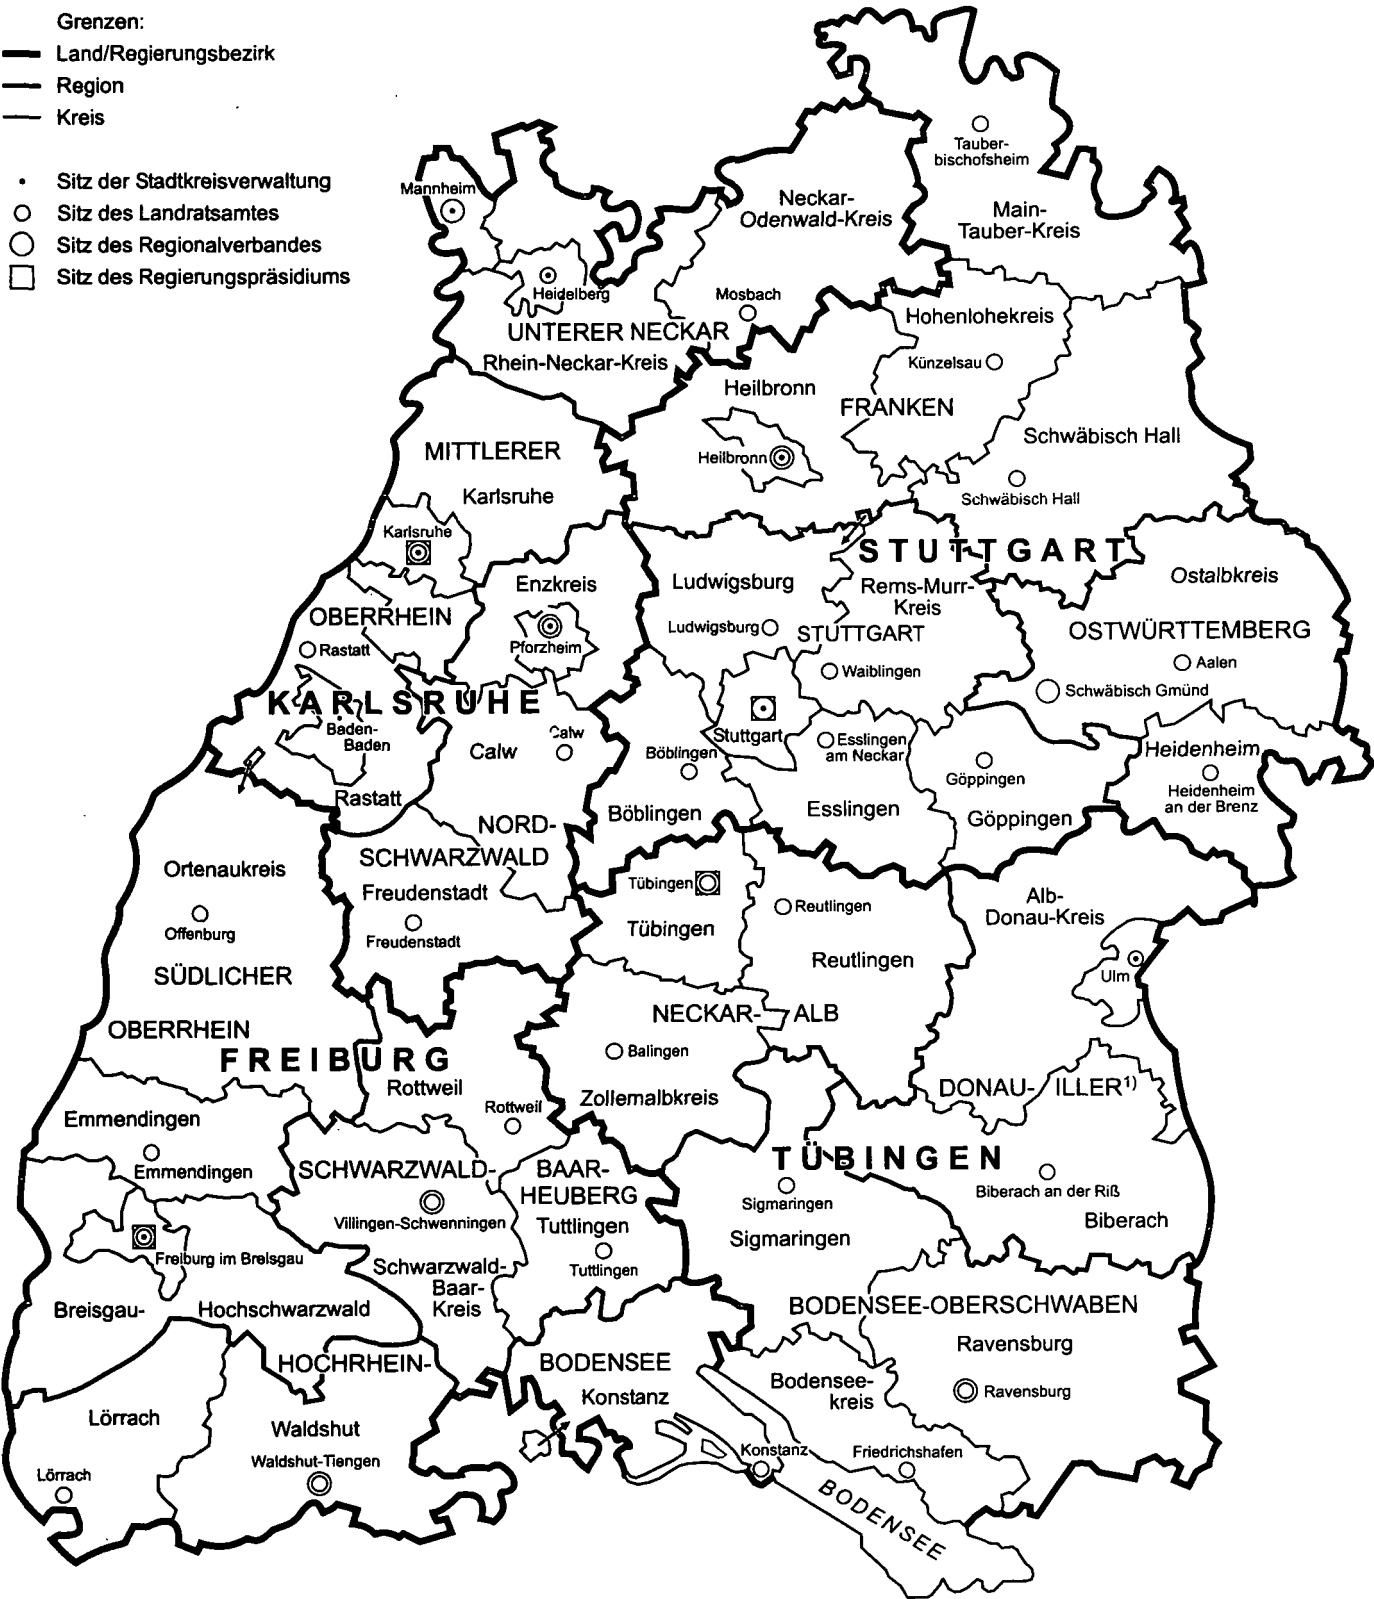 Grenzen:
Land/Regierungsbezirk
Region
Kreis
Sitz der Stadtkreisverwaltung
Sitz des Landratsamtes
Sitz des Regionalverbandes
Sitz des Regierungspräsidiums
Tauber-
bischofsheim
Main-
Tauber-Kreis
Neckar-
Odenwald-Kreis
Mosbach
Mannheim
Heidelberg
UNTERER NECKAR
Rhein-Neckar-Kreis
Hohenlohekreis
Künzelsau
Heilbronn
FRANKEN
Heilbronn
Schwäbisch Hall
Schwäbisch Hall
MITTLERER
Karlsruhe
Karlsruhe
OBERRHEIN
Rastatt
Enzkreis
Pforzheim
KARLSRUHE
Baden-
Baden
Rastatt
Calw
Calw
NORD-
SCHWARZWALD
Freudenstadt
Freudenstadt
STUTTGART
Ludwigsburg
Ludwigsburg
Rems-Murr-
Kreis
STUTTGART
Waiblingen
Stuttgart
Böblingen
Böblingen
Esslingen
am Neckar
Esslingen
Göppingen
Göppingen
Ostalbkreis
OSTWÜRTTEMBERG
Aalen
Schwäbisch Gmünd
Heidenheim
Heidenheim
an der Brenz
Ortenaukreis
Offenburg
SÜDLICHER
OBERRHEIN
FREIBURG
Rottweil
Rottweil
Emmendingen
Emmendingen
SCHWARZWALD-
BAAR-
HEUBERG
Villingen-Schwenningen
Schwarzwald-
Baar-
Kreis
Tuttlingen
Tuttlingen
Freiburg im Breisgau
Breisgau-
Hochschwarzwald
HOCHRHEIN-
BODENSEE
Lörrach
Lörrach
Waldshut
Waldshut-Tiengen
Konstanz
Konstanz
Tübingen
Tübingen
Reutlingen
Reutlingen
NECKAR-
ALB
Balingen
Zollernalbkreis
Alb-
Donau-Kreis
Ulm
DONAU-
ILLER¹⁾
TÜBINGEN
Sigmaringen
Sigmaringen
Biberach an der Riß
Biberach
BODENSEE-OBERSCHWABEN
Ravensburg
Ravensburg
Bodensee-
kreis
Friedrichshafen
BODENSEE